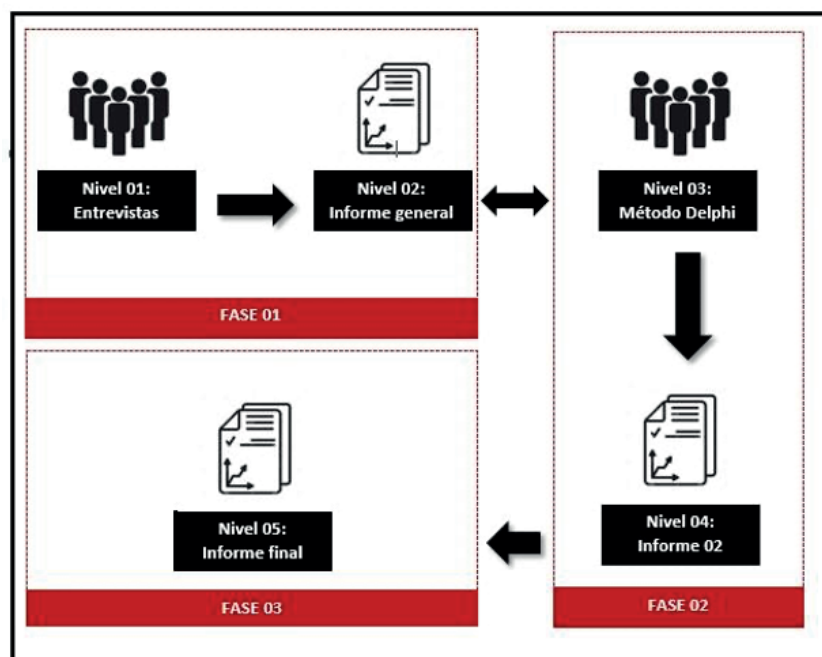 Nivel 01:
Entrevistas
Nivel 02:
Informe general
FASE 01
Nivel 03:
Método Delphi
Nivel 04:
Informe 02
FASE 02
Nivel 05:
Informe final
FASE 03